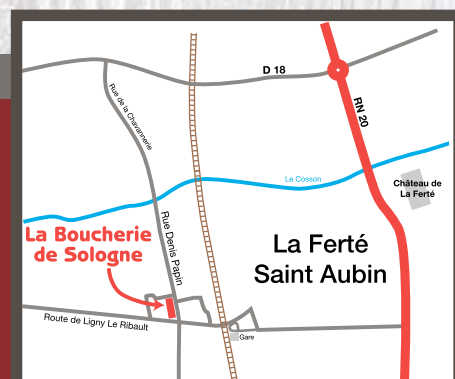 D 18
RN 20
Rue de la Chavannerie
Le Cosson
Château de
La Ferté
La Boucherie
de Sologne
Rue Denis Papin
La Ferté
Saint Aubin
Route de Ligny Le Ribault
Gare